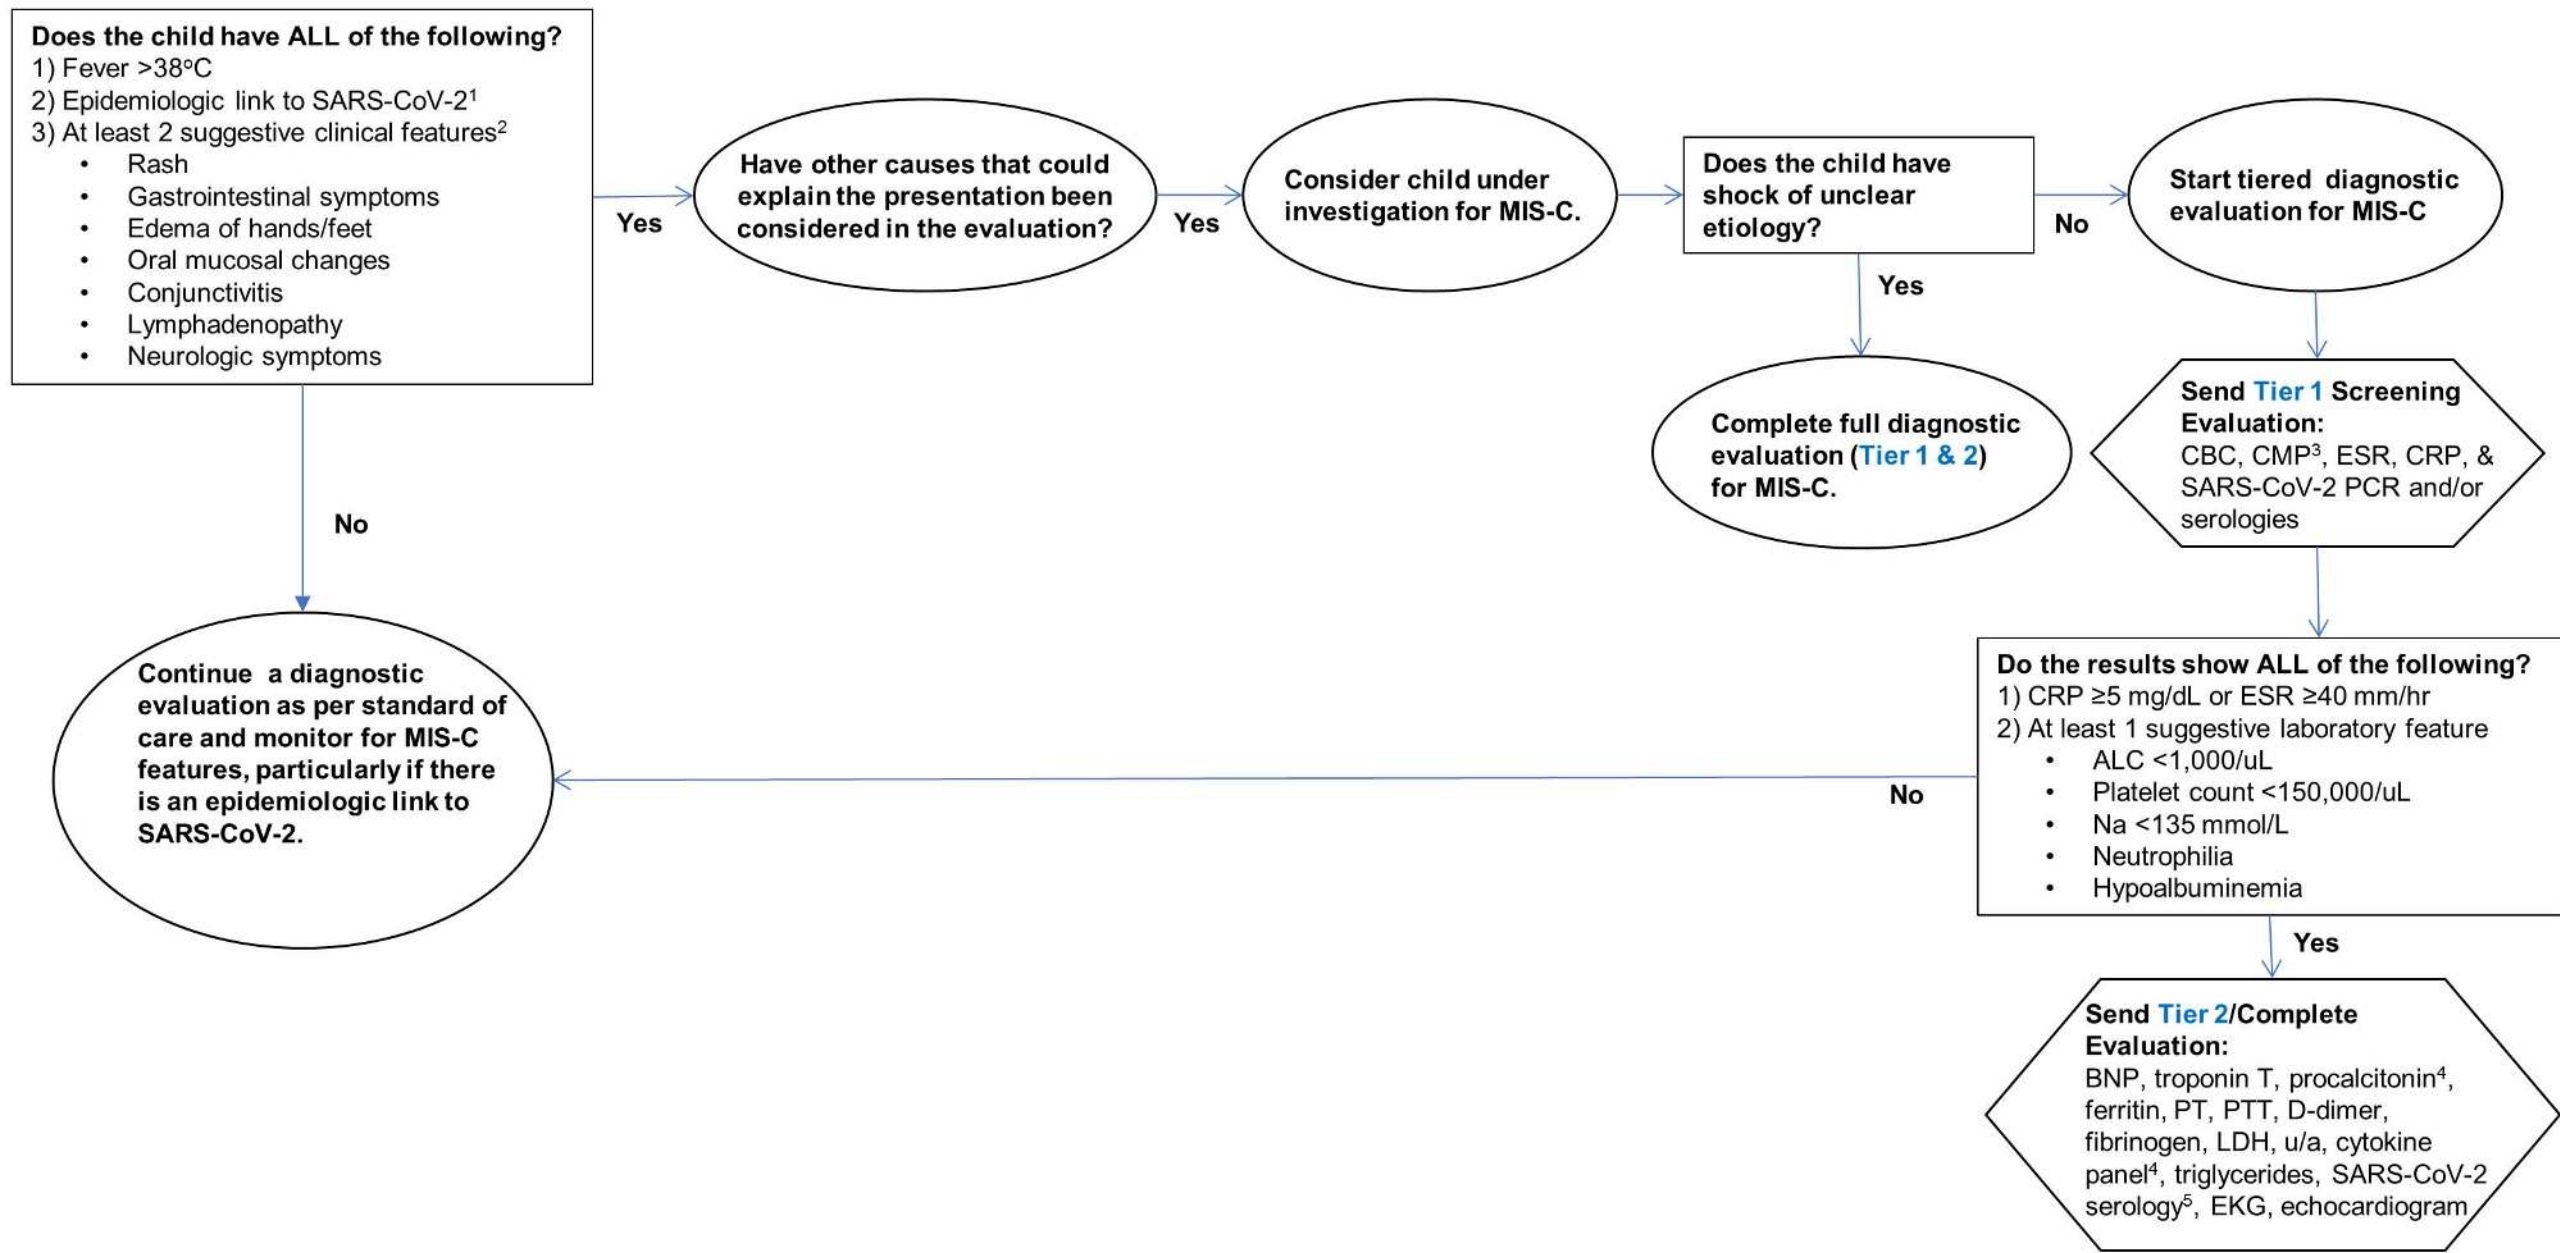 Does the child have ALL of the following?
1) Fever >38ºC
2) Epidemiologic link to SARS-CoV-2¹
3) At least 2 suggestive clinical features²
• Rash
• Gastrointestinal symptoms
• Edema of hands/feet
• Oral mucosal changes
• Conjunctivitis
• Lymphadenopathy
• Neurologic symptoms
Yes
Have other causes that could
explain the presentation been
considered in the evaluation?
Yes
Consider child under
investigation for MIS-C.
Does the child have
shock of unclear
etiology?
No
Start tiered diagnostic
evaluation for MIS-C
Yes
Complete full diagnostic
evaluation (Tier 1 & 2)
for MIS-C.
Send Tier 1 Screening
Evaluation:
CBC, CMP³, ESR, CRP, &
SARS-CoV-2 PCR and/or
serologies
No
Continue a diagnostic
evaluation as per standard of
care and monitor for MIS-C
features, particularly if there
is an epidemiologic link to
SARS-CoV-2.
No
Do the results show ALL of the following?
1) CRP ≥5 mg/dL or ESR ≥40 mm/hr
2) At least 1 suggestive laboratory feature
• ALC <1,000/uL
• Platelet count <150,000/uL
• Na <135 mmol/L
• Neutrophilia
• Hypoalbuminemia
Yes
Send Tier 2/Complete
Evaluation:
BNP, troponin T, procalcitonin⁴,
ferritin, PT, PTT, D-dimer,
fibrinogen, LDH, u/a, cytokine
panel⁴, triglycerides, SARS-CoV-2
serology⁵, EKG, echocardiogram